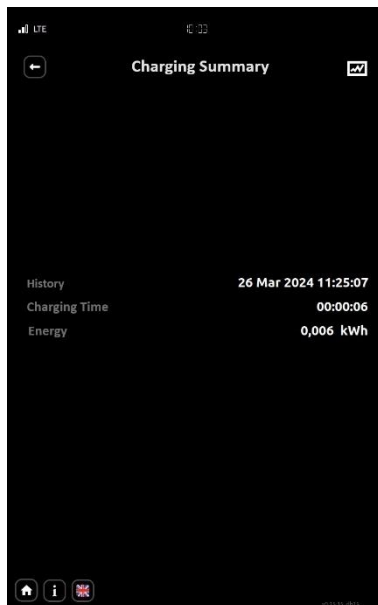 LTE
Charging Summary
History 26 Mar 2024 11:25:07
Charging Time 00:00:06
Energy 0,006 kWh
i